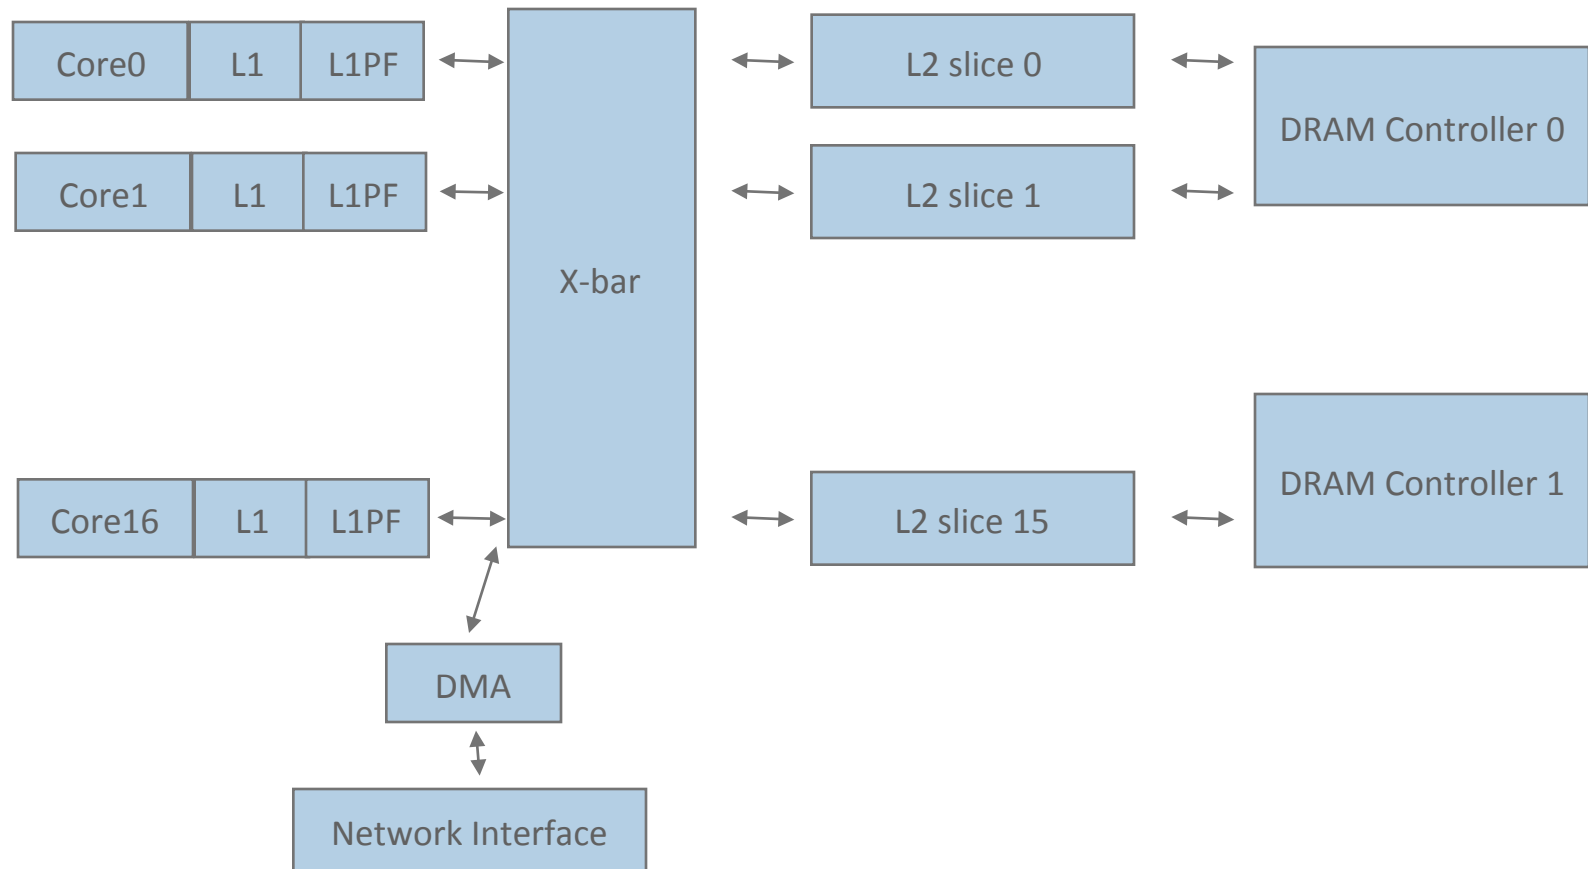 Core0 L1 L1PF
L2 slice 0
DRAM Controller 0
Core1 L1 L1PF
L2 slice 1
X-bar
DRAM Controller 1
Core16 L1 L1PF
L2 slice 15
DMA
Network Interface